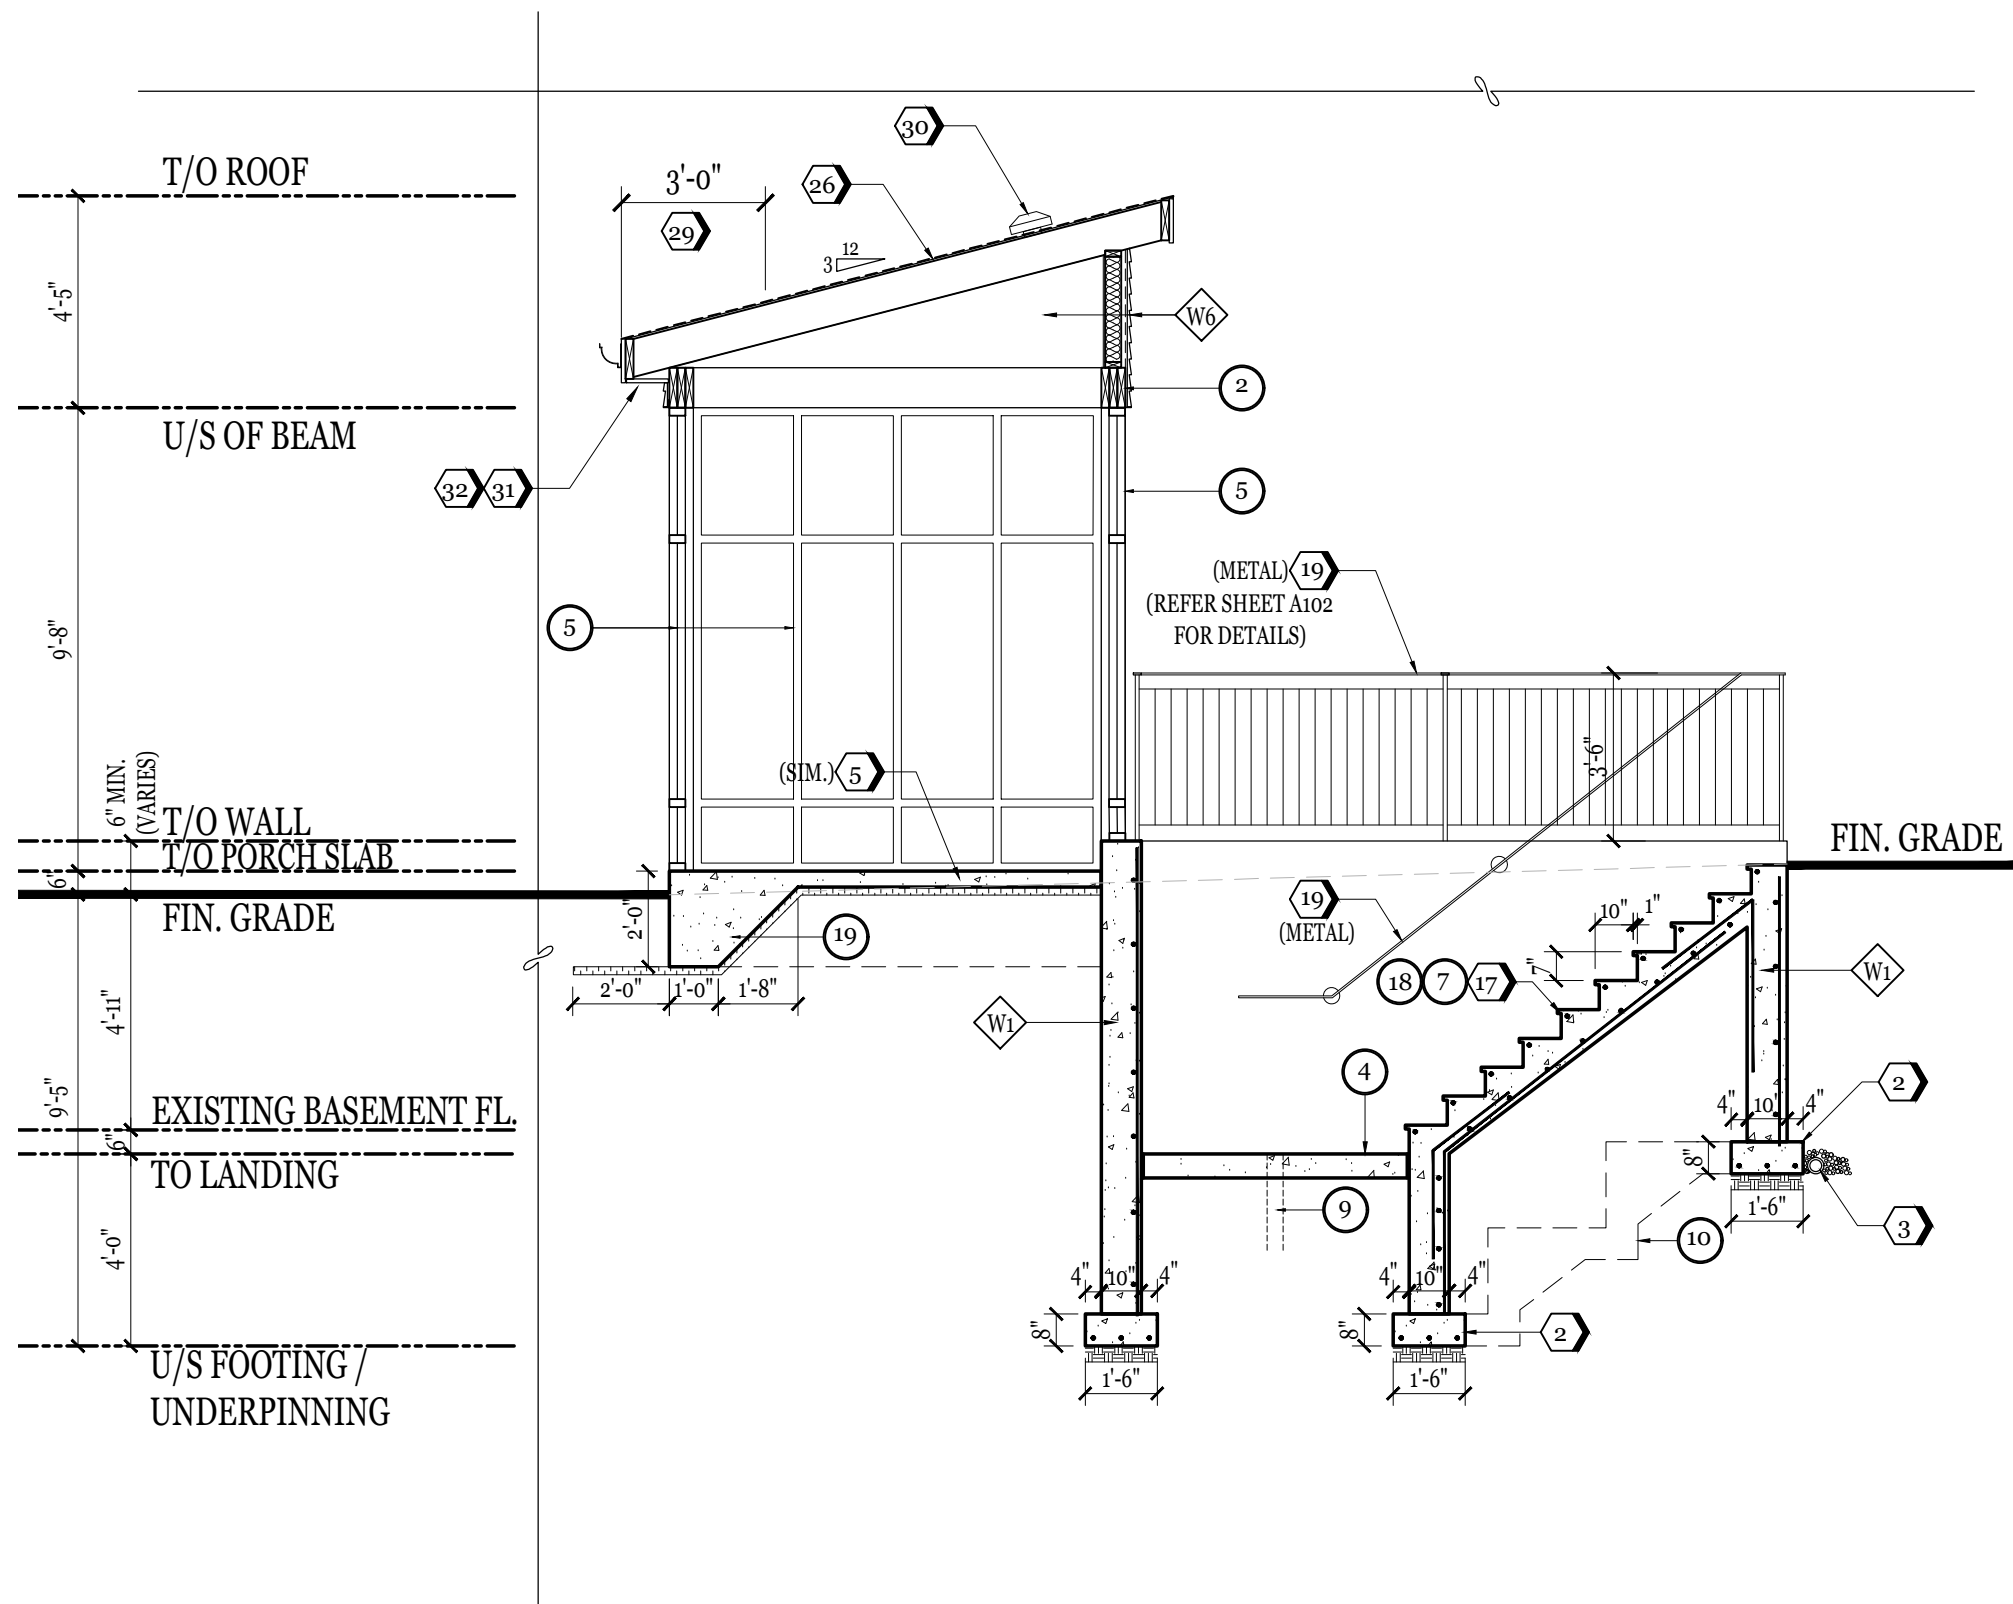 30
T/O ROOF
3'-0"
26
29
12
3
4'-5"
W6
2
U/S OF BEAM
32
31
5
(METAL) 19
(REFER SHEET A102
FOR DETAILS)
5
9'-8"
3'-6"
(SIM.) 5
6" MIN.
(VARIES)
T/O WALL
T/O PORCH SLAB
FIN. GRADE
6"
FIN. GRADE
2'-0"
19
19
(METAL)
10"
1"
7"
18
7
17
W1
2'-0"
1'-0"
1'-8"
W1
4'-11"
4
2
9'-5"
EXISTING BASEMENT FL.
4"
10"
4"
6"
TO LANDING
8"
9
1'-6"
3
10
4'-0"
4"
10"
4"
4"
10"
4"
8"
8"
2
U/S FOOTING /
UNDERPINNING
1'-6"
1'-6"